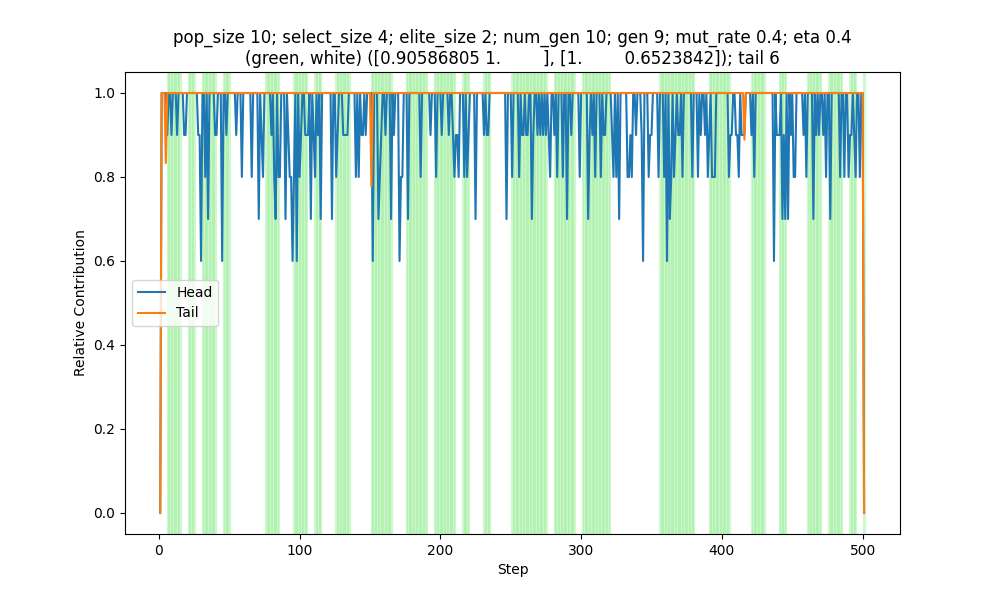 pop_size 10; select_size 4; elite_size 2; num_gen 10; gen 9; mut_rate 0.4; eta 0.4
(green, white) ([0.90586805 1.         ], [1.         0.6523842]); tail 6
1.0
0.8
0.6
0.4
0.2
0.0
Relative Contribution
Head
Tail
0
100
200
300
400
500
Step